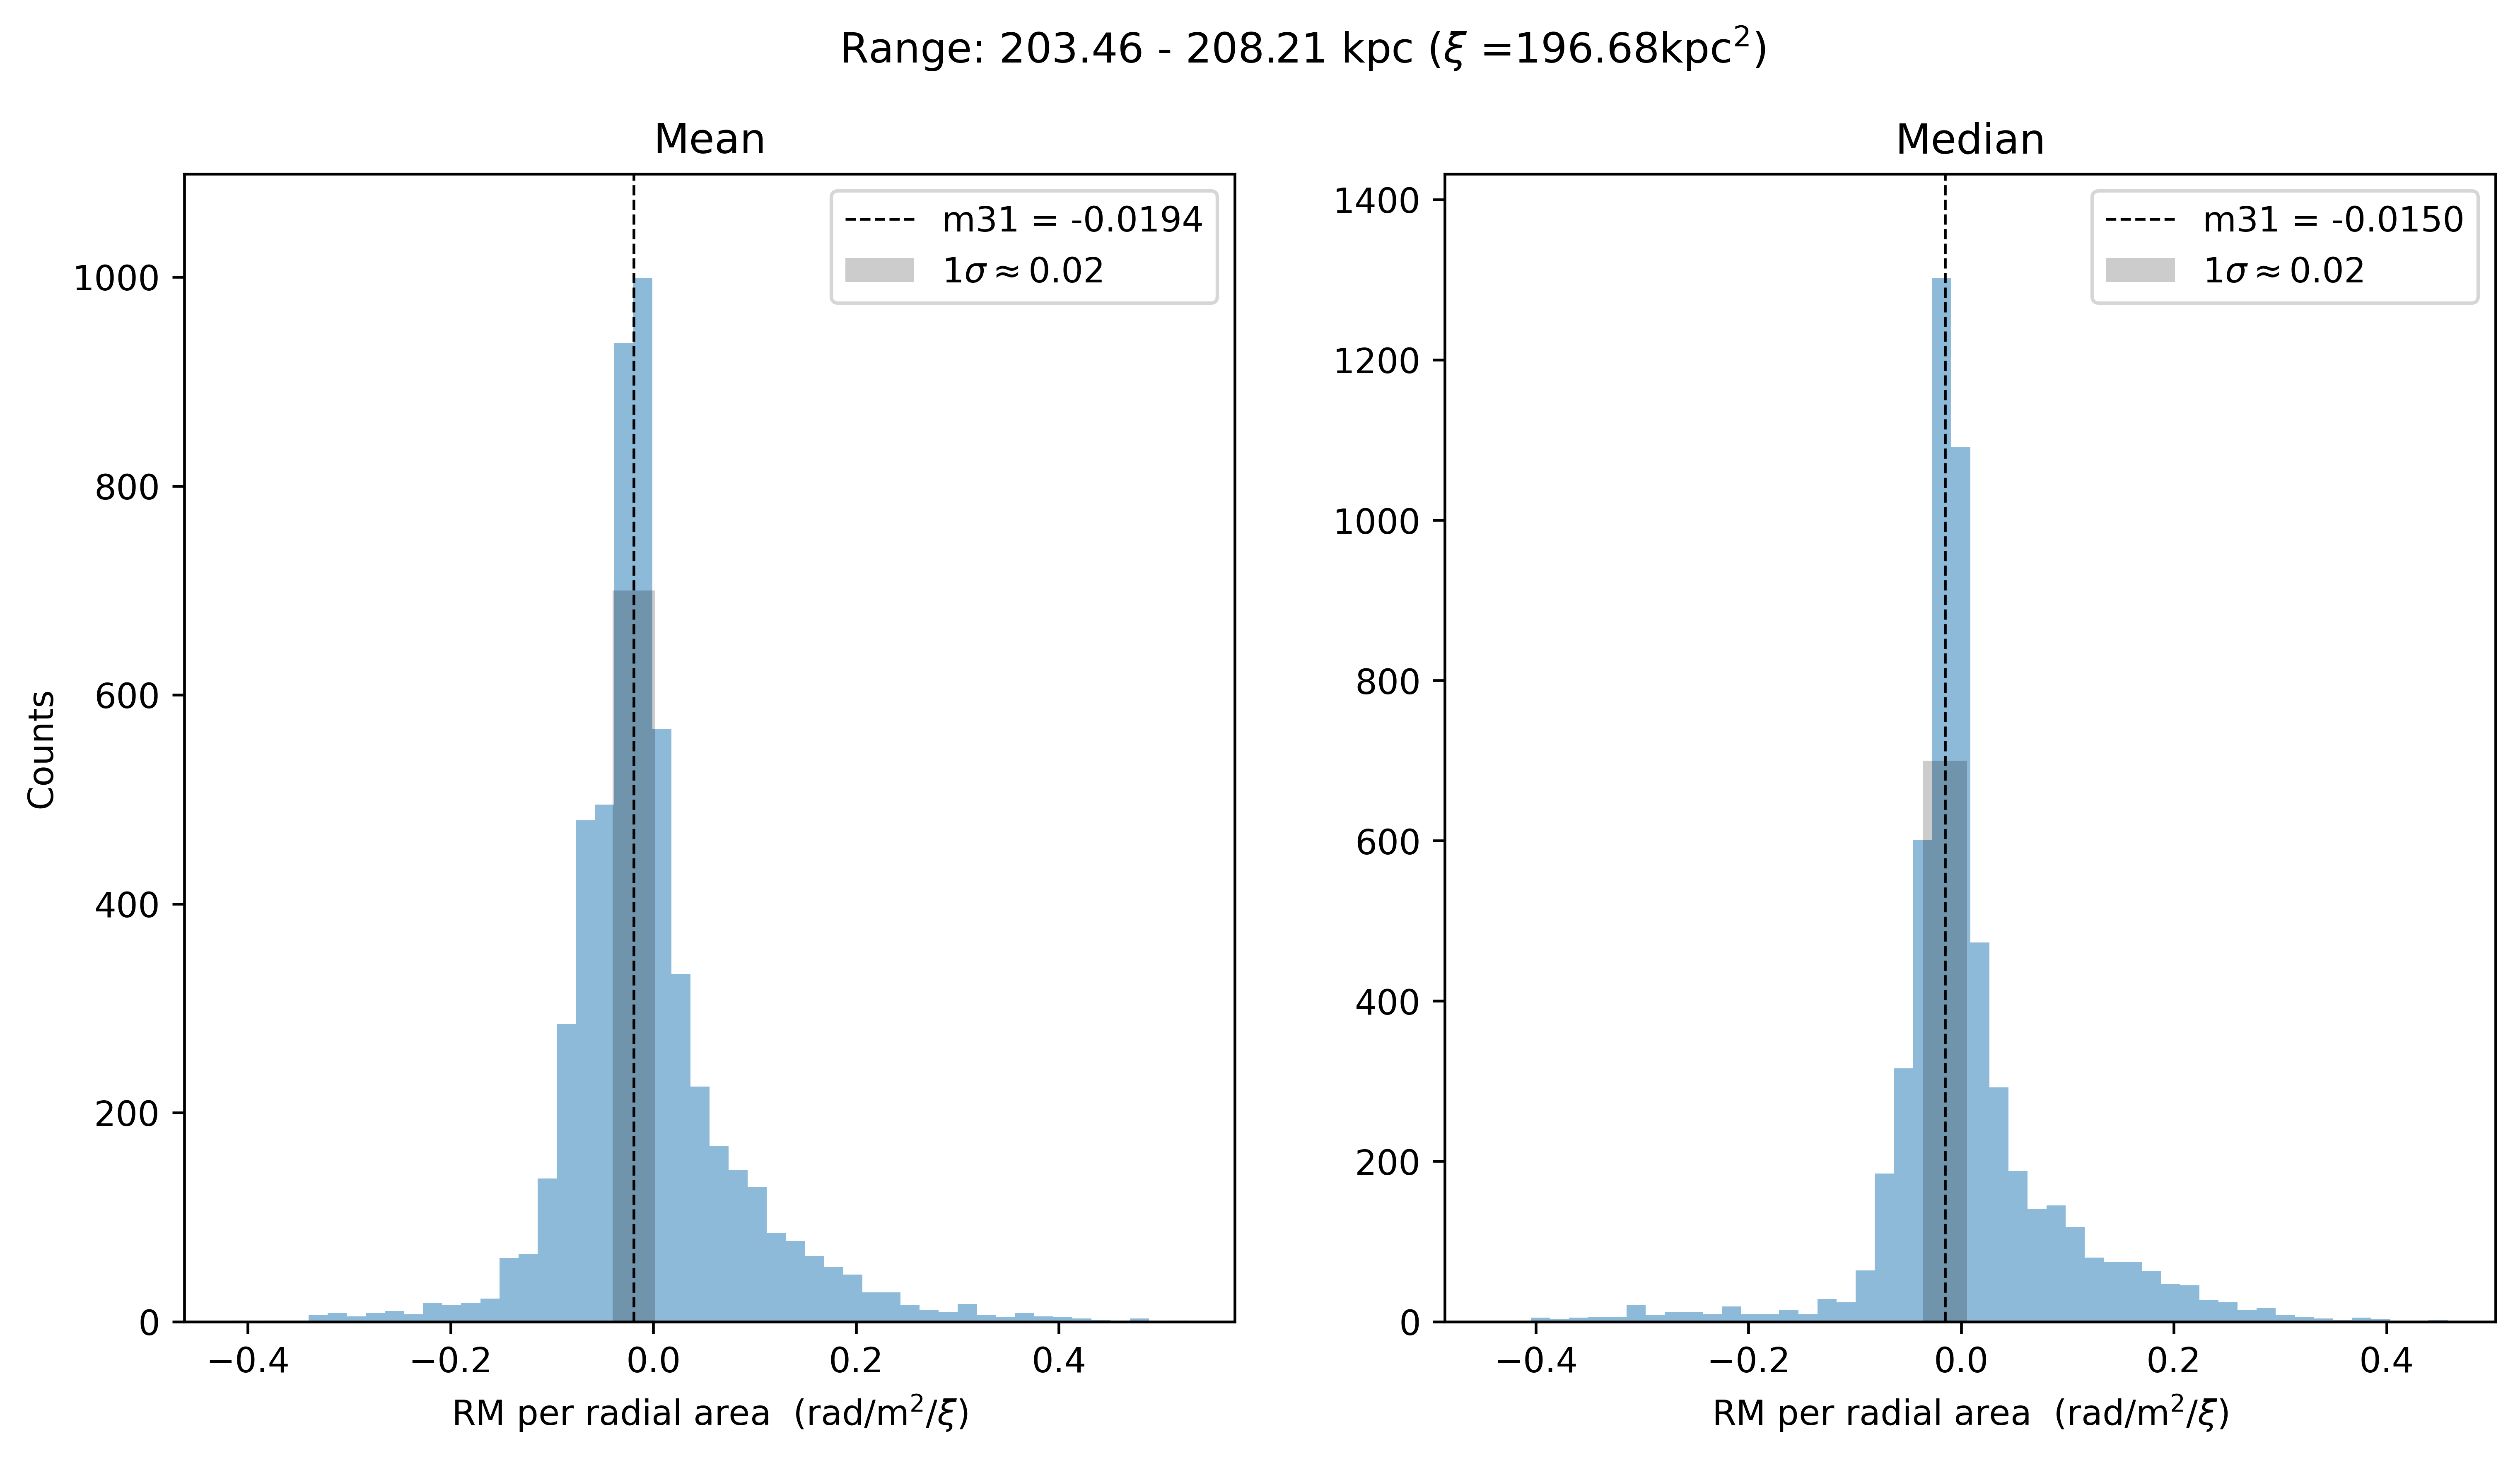 Range: 203.46 - 208.21 kpc (ξ =196.68kpc²)
Mean
m31 = -0.0194
1σ ≈ 0.02
1000
800
600
400
200
0
Counts
−0.4 −0.2 0.0 0.2 0.4
RM per radial area (rad/m²/ξ)
Median
m31 = -0.0150
1σ ≈ 0.02
1400
1200
1000
800
600
400
200
0
−0.4 −0.2 0.0 0.2 0.4
RM per radial area (rad/m²/ξ)